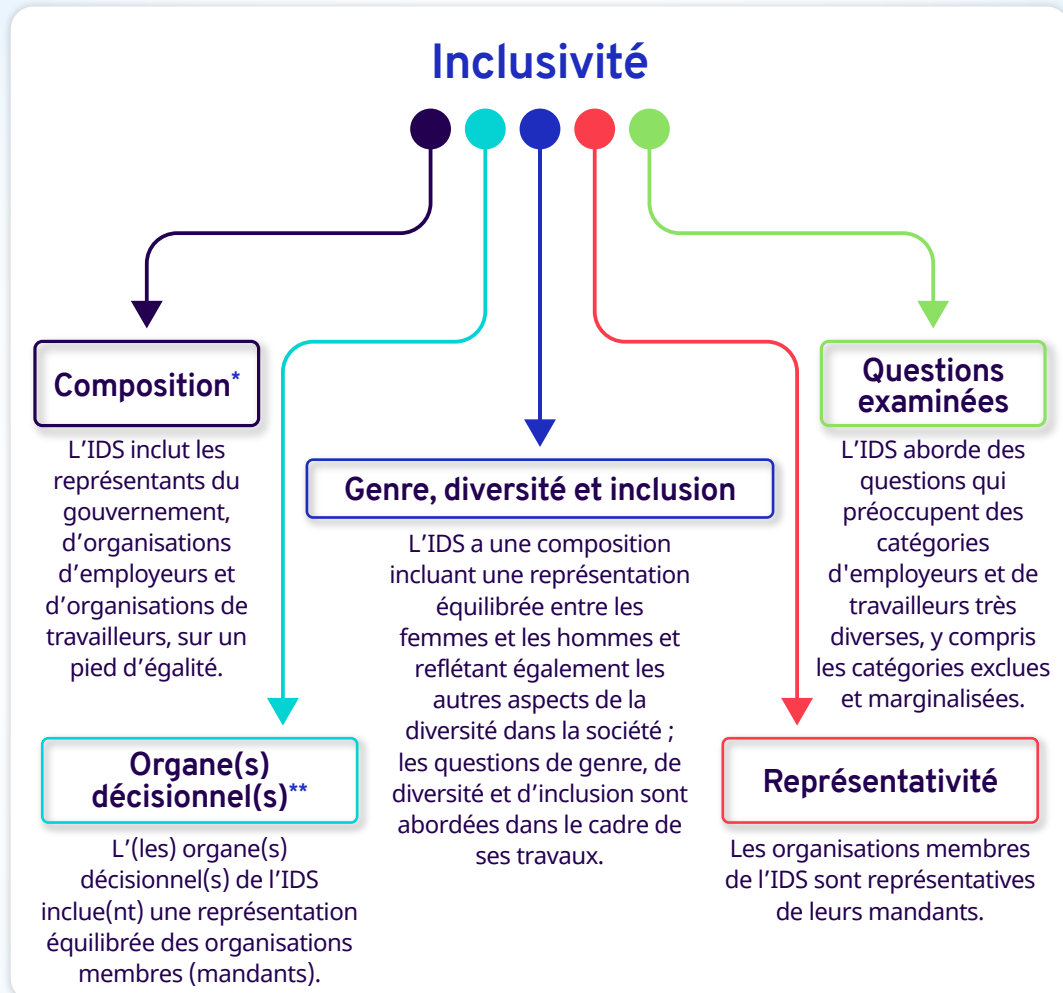 Inclusivité
Composition*
L’IDS inclut les
représentants du
gouvernement,
d’organisations
d’employeurs et
d’organisations de
travailleurs, sur un
pied d’égalité.
Organe(s)
décisionnel(s)**
L’(les) organe(s)
décisionnel(s) de l’IDS
inclue(nt) une représentation
équilibrée des organisations
membres (mandants).
Genre, diversité et inclusion
L’IDS a une composition
incluant une représentation
équilibrée entre les
femmes et les hommes et
reflétant également les
autres aspects de la
diversité dans la société ;
les questions de genre, de
diversité et d’inclusion sont
abordées dans le cadre de
ses travaux.
Représentativité
Les organisations membres
de l’IDS sont représentatives
de leurs mandants.
Questions
examinées
L’IDS aborde des
questions qui
préoccupent des
catégories
d'employeurs et de
travailleurs très
diverses, y compris
les catégories exclues
et marginalisées.